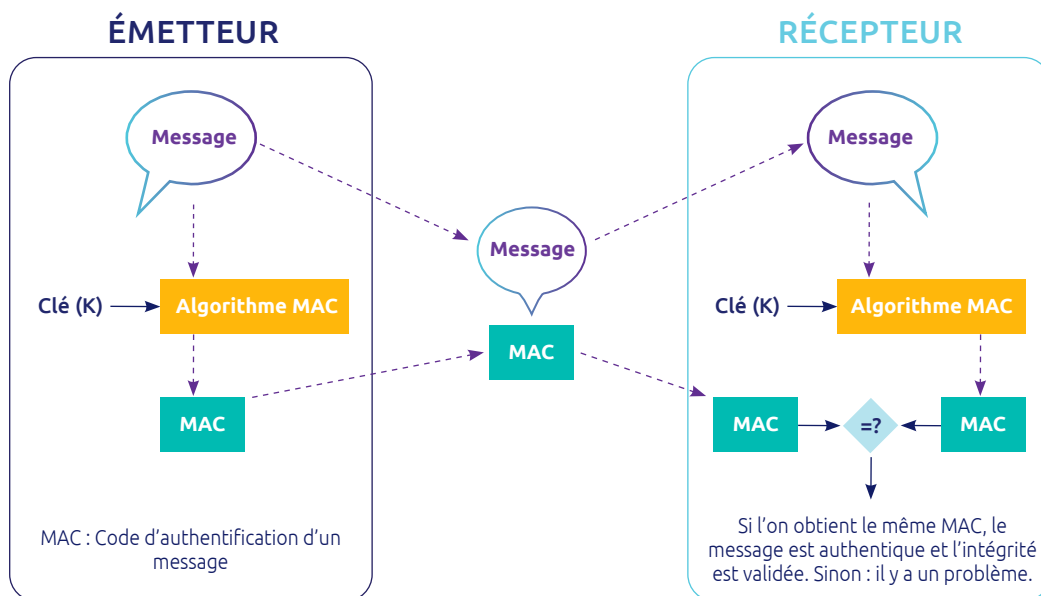 ÉMETTEUR
Message
Clé (K)
Algorithme MAC
MAC
MAC : Code d'authentification d'un
message
Message
MAC
RÉCEPTEUR
Message
Clé (K)
Algorithme MAC
MAC
=?
MAC
Si l'on obtient le même MAC, le
message est authentique et l'intégrité
est validée. Sinon : il y a un problème.